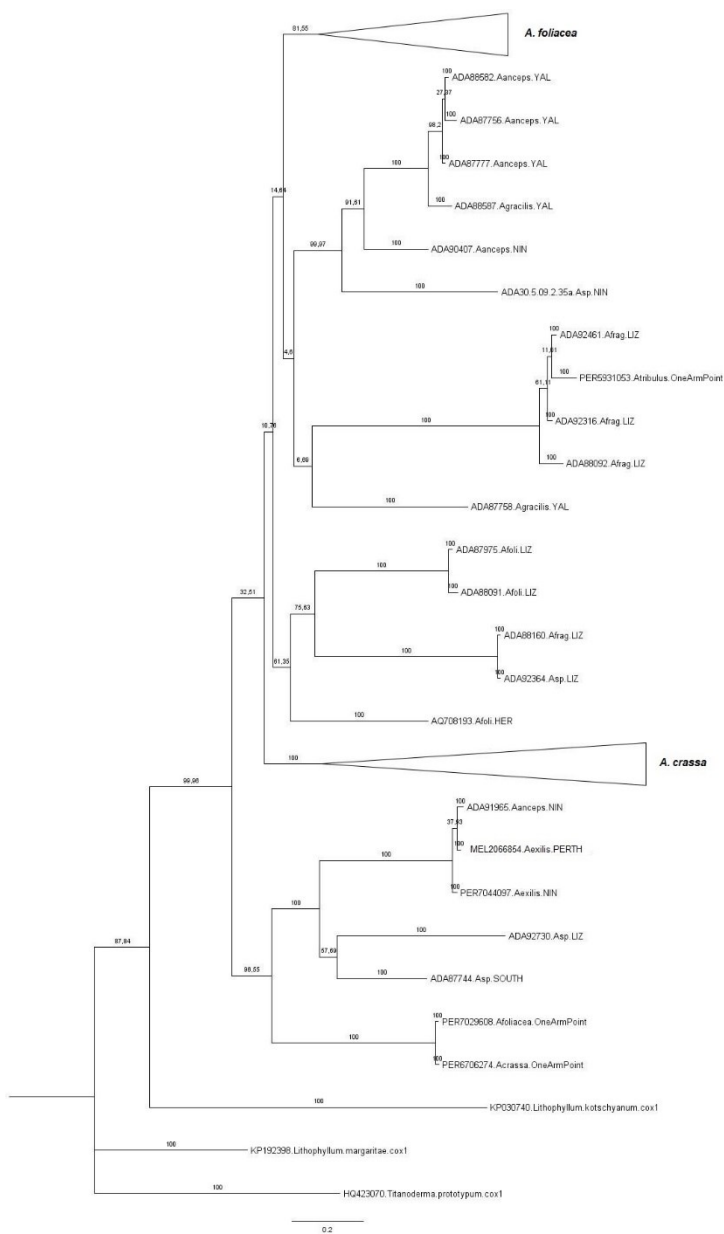 91,55
A. foliacea
100
ADA88582.Aanceps.YAL
27,37
100
ADA87756.Aanceps.YAL
98,2
100
ADA87777.Aanceps.YAL
100
14,64
91,61
100
ADA88587.Agracilis.YAL
99,97
100
ADA90407.Aanceps.NIN
100
ADA30.5.09.2.35a.Asp.NIN
100
ADA92461.Afrag.LIZ
4,6
11,01
100
PER5931053.Atribulus.OneArmPoint
61,11
100
ADA92316.Afrag.LIZ
18,76
100
6,69
100
ADA88092.Afrag.LIZ
100
ADA87758.Agracilis.YAL
100
ADA87975.Afoli.LIZ
100
100
ADA88091.Afoli.LIZ
32,51
75,63
100
ADA88160.Afrag.LIZ
100
61,35
100
ADA92364.Asp.LIZ
100
AQ708193.Afoli.HER
100
A. crassa
99,96
100
ADA91965.Aanceps.NIN
37,93
100
MEL2066854.Aexilis.PERTH
100
100
PER7044097.Aexilis.NIN
100
100
ADA92730.Asp.LIZ
87,84
57,69
98,55
100
ADA87744.Asp.SOUTH
100
PER7029608.Afoliacea.OneArmPoint
100
100
PER6706274.Acrassa.OneArmPoint
100
KP030740.Lithophyllum.kotschyanum.cox1
100
KP192398.Lithophyllum.margaritae.cox1
100
HQ423070.Titanoderma.prototypum.cox1
0.2